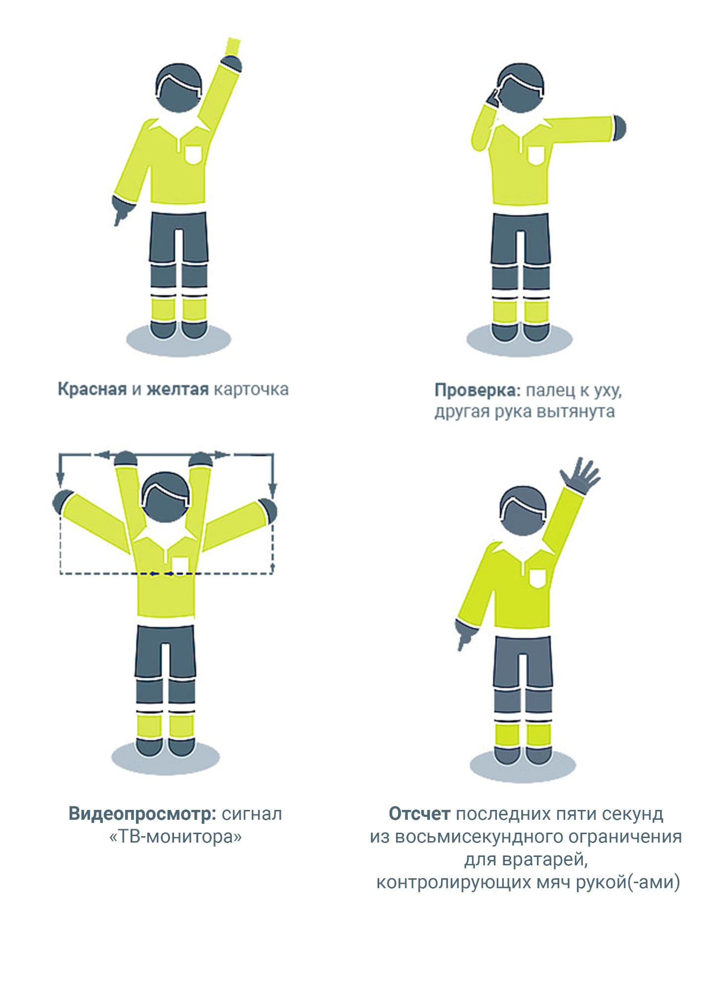 Красная и желтая карточка
Проверка: палец к уху,
другая рука вытянута
Видеопросмотр: сигнал
«ТВ-монитора»
Отсчет последних пяти секунд
из восьмисекундного ограничения
для вратарей,
контролирующих мяч рукой(-ами)